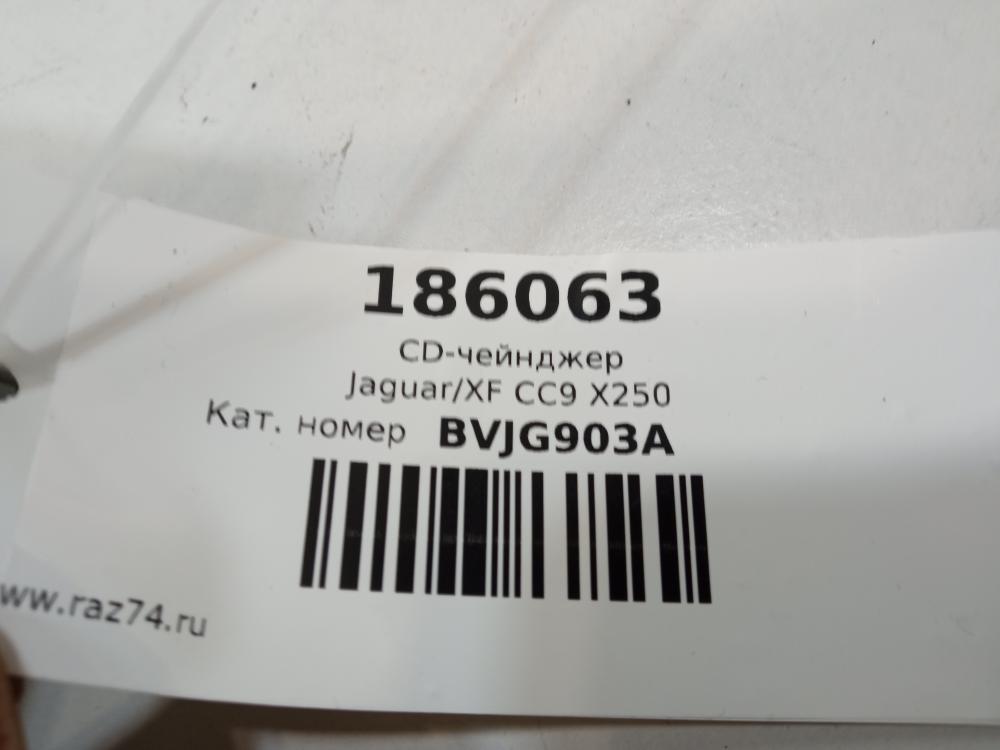 186063
CD-чейнджер
Jaguar/XF CC9 X250
Кат. номер BVJG903A
www.raz74.ru